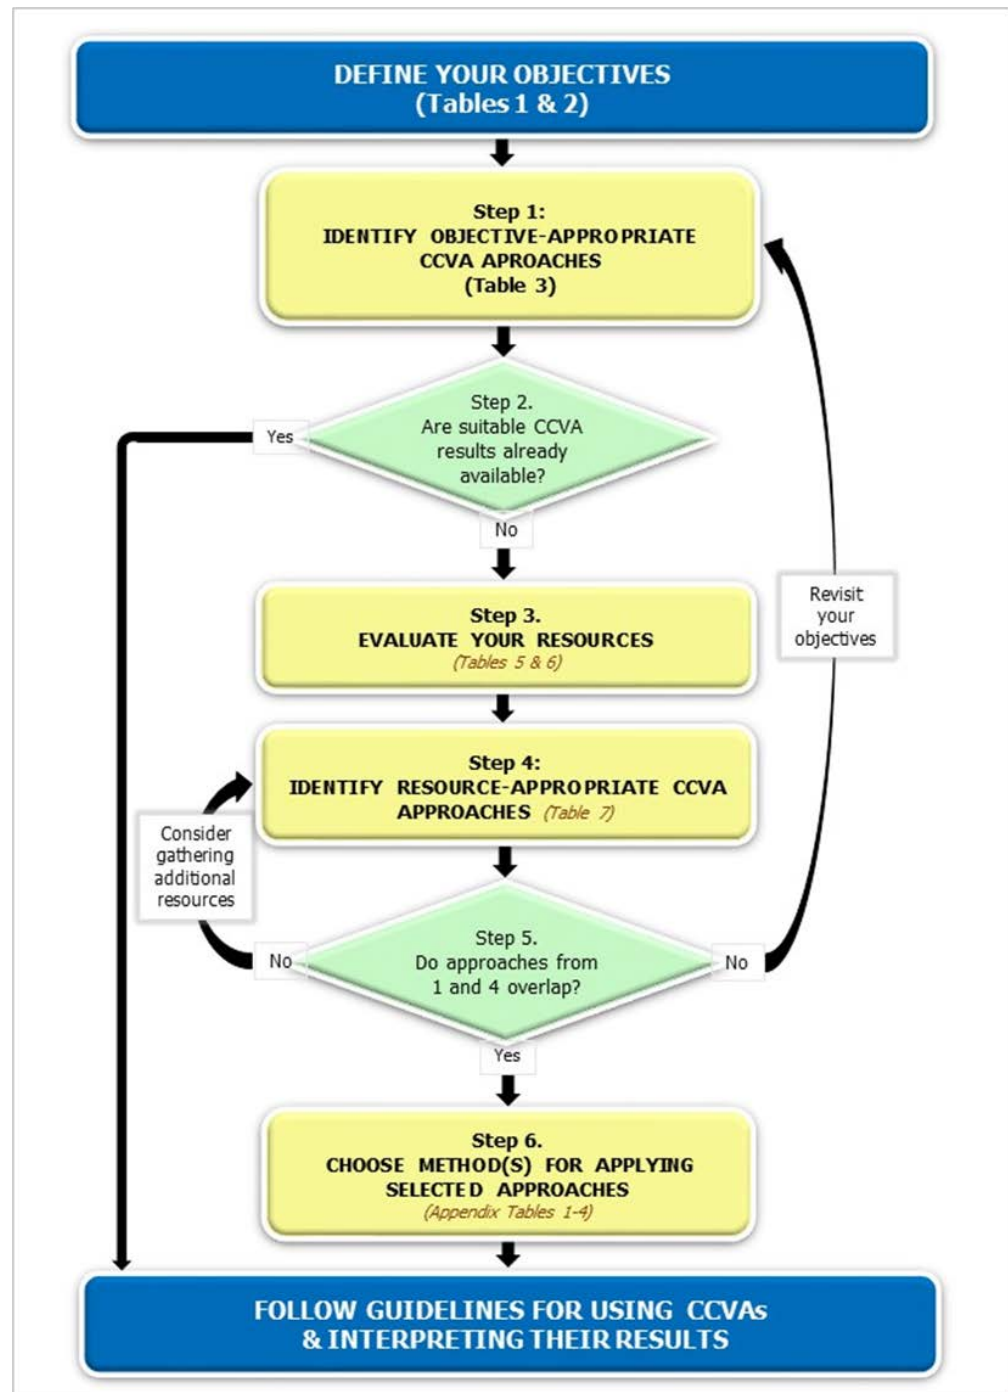 DEFINE YOUR OBJECTIVES
(Tables 1 & 2)
Step 1:
IDENTIFY OBJECTIVE-APPROPRIATE
CCVA APROACHES
(Table 3)
Step 2.
Are suitable CCVA
results already
available?
Yes
No
Step 3.
EVALUATE YOUR RESOURCES
(Tables 5 & 6)
Revisit
your
objectives
Step 4:
IDENTIFY RESOURCE-APPROPRIATE CCVA
APPROACHES (Table 7)
Consider
gathering
additional
resources
Step 5.
Do approaches from
1 and 4 overlap?
No
No
Yes
Step 6.
CHOOSE METHOD(S) FOR APPLYING
SELECTED APPROACHES
(Appendix Tables 1-4)
FOLLOW GUIDELINES FOR USING CCVAs
& INTERPRETING THEIR RESULTS